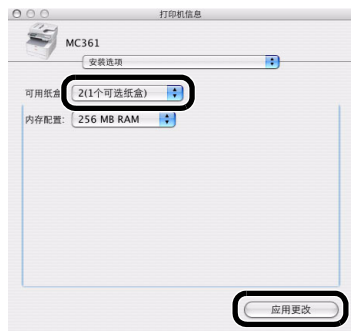 打印机信息
MC361
安装选项
可用纸盒
2(1个可选纸盒)
内存配置: 256 MB RAM
应用更改